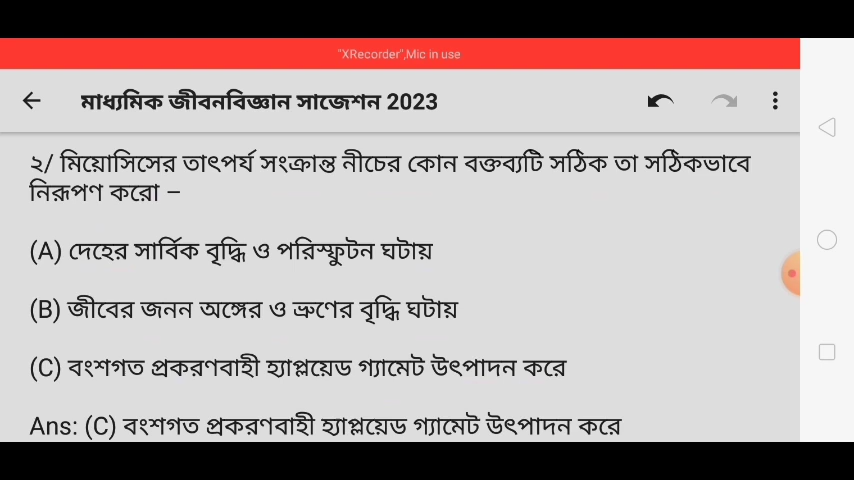 "XRecorder",Mic in use
মাধ্যমিক জীবনবিজ্ঞান সাজেশন 2023
২/ মিয়োসিসের তাৎপর্য সংক্রান্ত নীচের কোন বক্তব্যটি সঠিক তা সঠিকভাবে
নিরূপণ করো –
(A) দেহের সার্বিক বৃদ্ধি ও পরিস্ফুটন ঘটায়
(B) জীবের জনন অঙ্গের ও ভ্রুণের বৃদ্ধি ঘটায়
(C) বংশগত প্রকরণবাহী হ্যাপ্লয়েড গ্যামেট উৎপাদন করে
Ans: (C) বংশগত প্রকরণবাহী হ্যাপ্লয়েড গ্যামেট উৎপাদন করে